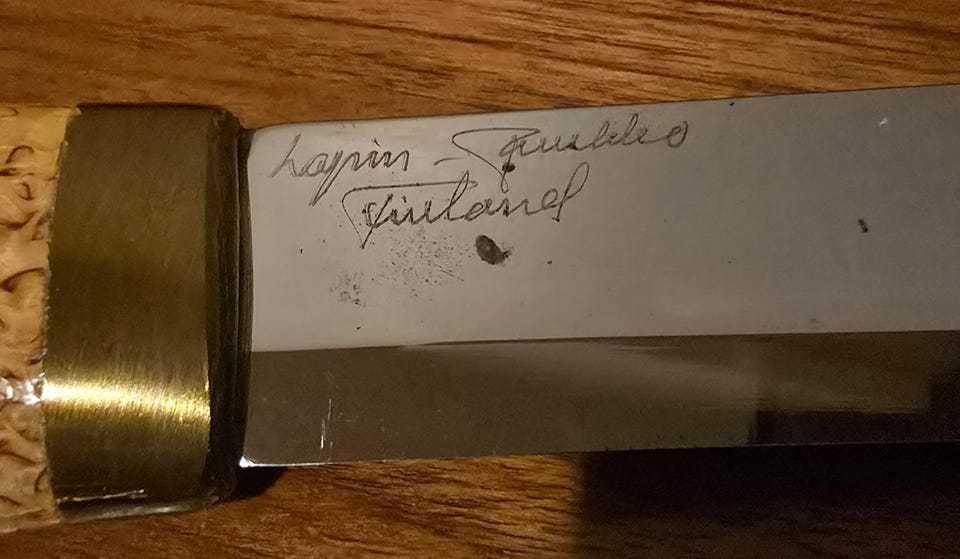 Lapin - Puukko
Finland